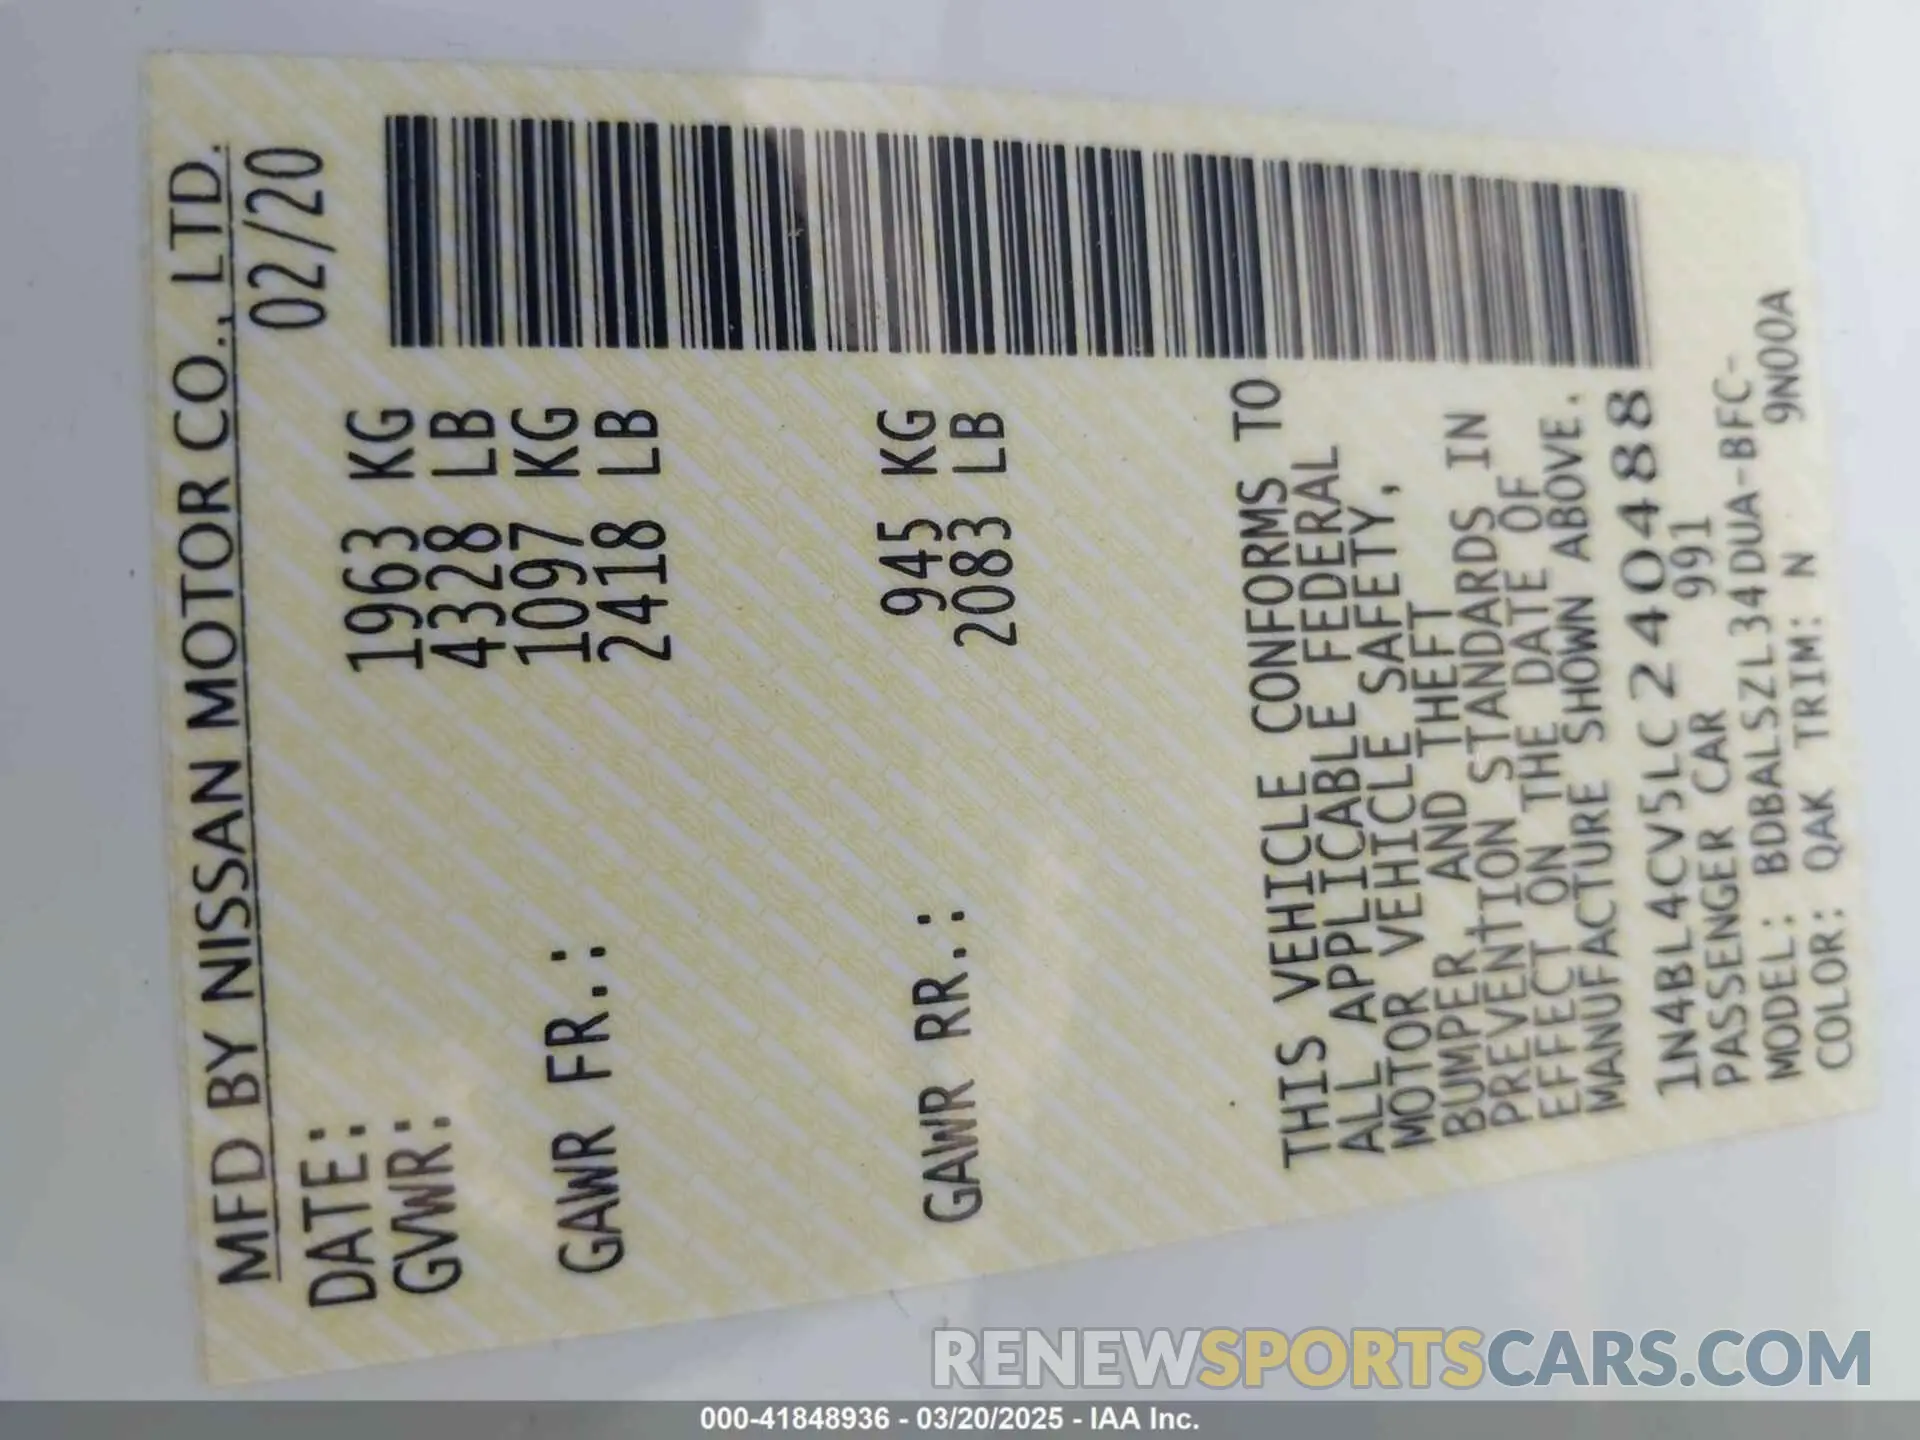 MFD BY NISSAN MOTOR CO., LTD.
DATE: 02/20
GVWR: 1963 KG
4328 LB
GAWR FR.: 1097 KG
2418 LB
GAWR RR.: 945 KG
2083 LB
THIS VEHICLE CONFORMS TO
ALL APPLICABLE FEDERAL
MOTOR VEHICLE SAFETY,
BUMPER AND THEFT
PREVENTION STANDARDS IN
EFFECT ON THE DATE OF
MANUFACTURE SHOWN ABOVE.
1N4BL4CV5LC240488
PASSENGER CAR 991
MODEL: BDBALSZL34DUA-BFC-
COLOR: QAK TRIM: N 9N00A
RENEWSPORTSCARS.COM
000-41848936 - 03/20/2025 - IAA Inc.